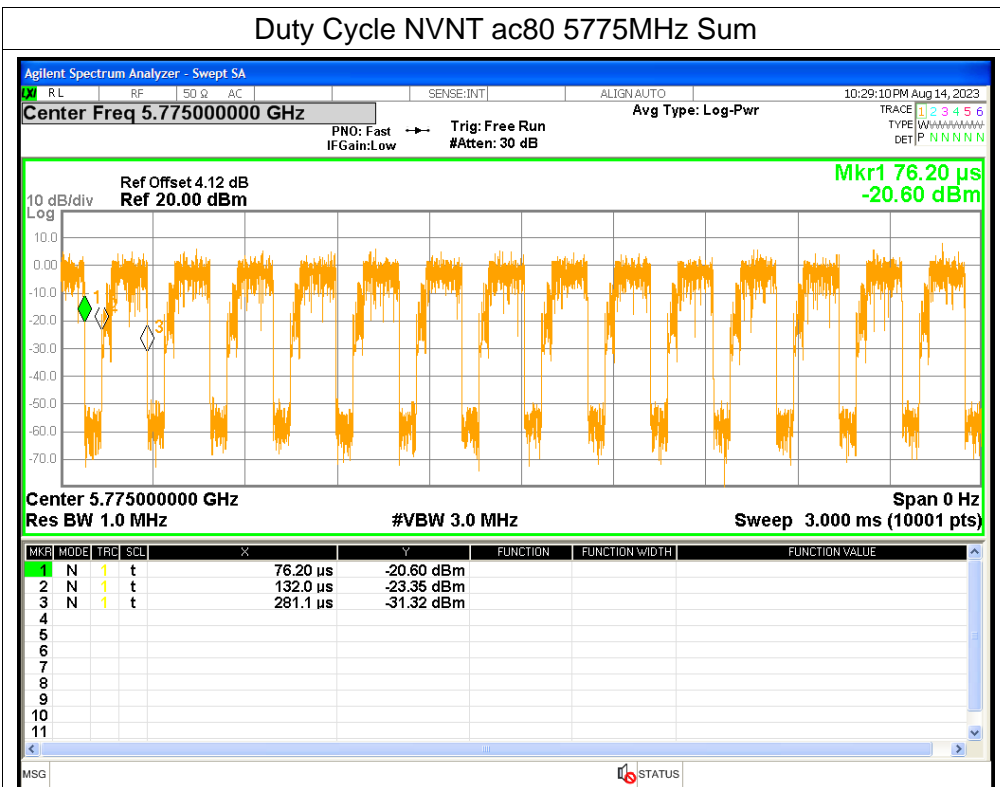 Duty Cycle NVNT ac80 5775MHz Sum
Agilent Spectrum Analyzer - Swept SA
LXI RL RF 50 Ω AC SENSE:INT ALIGN AUTO 10:29:10 PM Aug 14, 2023
Center Freq 5.775000000 GHz Avg Type: Log-Pwr TRACE 1 2 3 4 5 6
PNO: Fast Trig: Free Run TYPE WWWWWW
IFGain:Low #Atten: 30 dB DET P N N N N N
Mkr1 76.20 µs
Ref Offset 4.12 dB
10 dB/div Ref 20.00 dBm -20.60 dBm
Log
10.0
0.00
-10.0
-20.0
-30.0
-40.0
-50.0
-60.0
-70.0
1
2
3
Center 5.775000000 GHz Span 0 Hz
Res BW 1.0 MHz #VBW 3.0 MHz Sweep 3.000 ms (10001 pts)
MKR MODE TRC SCL X Y FUNCTION FUNCTION WIDTH FUNCTION VALUE
1 N 1 t 76.20 µs -20.60 dBm
2 N 1 t 132.0 µs -23.35 dBm
3 N 1 t 281.1 µs -31.32 dBm
4
5
6
7
8
9
10
11
MSG STATUS